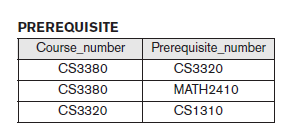 PREREQUISITE
Course_number Prerequisite_number
CS3380 CS3320
CS3380 MATH2410
CS3320 CS1310